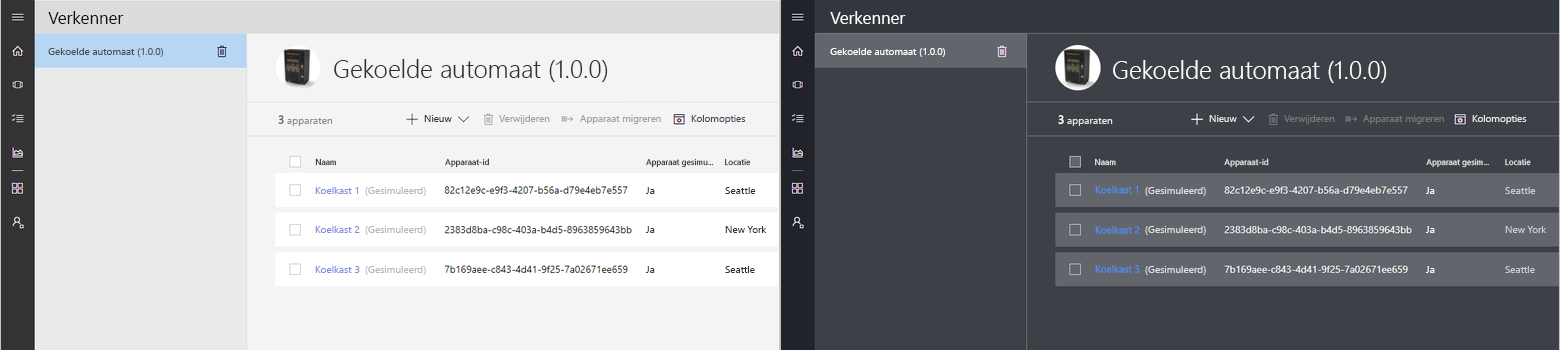 Verkenner
Gekoelde automaat (1.0.0)
Gekoelde automaat (1.0.0)
3 apparaten Nieuw Verwijderen Apparaat migreren Kolomopties
Naam Apparaat-id Apparaat gesimu... Locatie
Koelkast 1 (Gesimuleerd) 82c12e9c-e9f3-4207-b56a-d79e4eb7e557 Ja Seattle
Koelkast 2 (Gesimuleerd) 2383d8ba-c98c-403a-b4d5-8963859643bb Ja New York
Koelkast 3 (Gesimuleerd) 7b169aee-c843-4d41-9f25-7a02671ee659 Ja Seattle
Verkenner
Gekoelde automaat (1.0.0)
Gekoelde automaat (1.0.0)
3 apparaten Nieuw Verwijderen Apparaat migreren Kolomopties
Naam Apparaat-id Apparaat gesim... Locatie
Koelkast 1 (Gesimuleerd) 82c12e9c-e9f3-4207-b56a-d79e4eb7e557 Ja Seattle
Koelkast 2 (Gesimuleerd) 2383d8ba-c98c-403a-b4d5-8963859643bb Ja New York
Koelkast 3 (Gesimuleerd) 7b169aee-c843-4d41-9f25-7a02671ee659 Ja Seattle